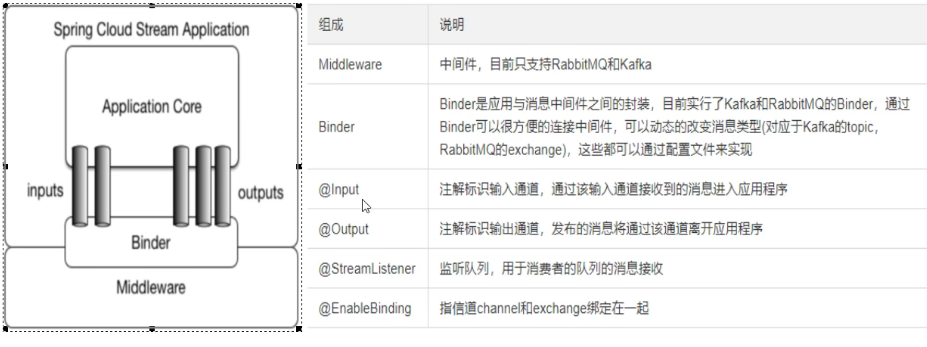 Spring Cloud Stream Application
Application Core
inputs
outputs
Binder
Middleware
组成 说明
Middleware 中间件，目前只支持RabbitMQ和Kafka
Binder Binder是应用与消息中间件之间的封装，目前实行了Kafka和RabbitMQ的Binder，通过
Binder可以很方便的连接中间件，可以动态的改变消息类型(对应于Kafka的topic，
RabbitMQ的exchange)，这些都可以通过配置文件来实现
@Input 注解标识输入通道，通过该输入通道接收到的消息进入应用程序
@Output 注解标识输出通道，发布的消息将通过该通道离开应用程序
@StreamListener 监听队列，用于消费者的队列的消息接收
@EnableBinding 指信道channel和exchange绑定在一起